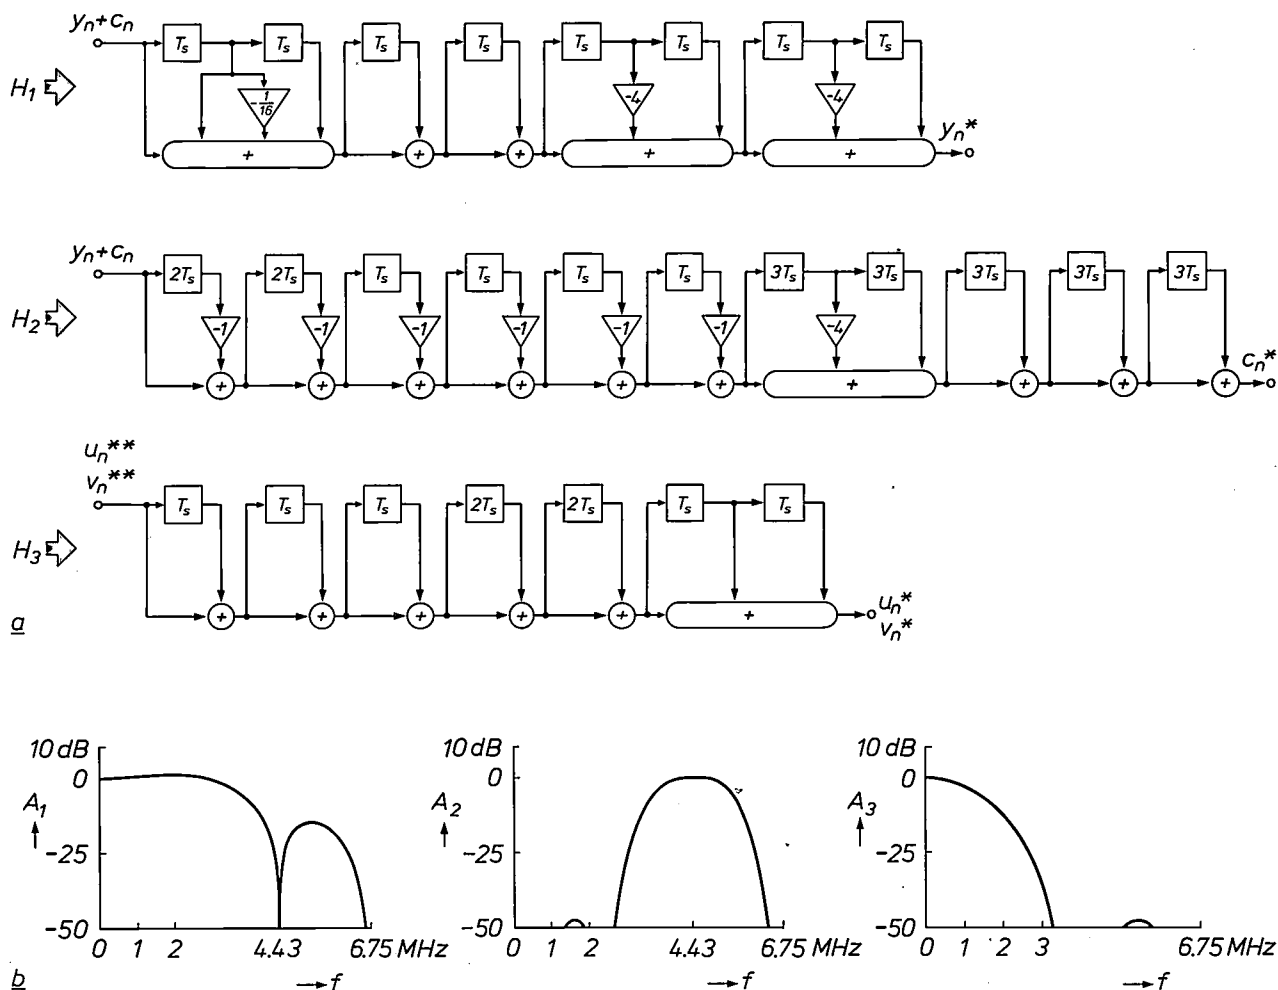 yₙ+cₙ
Tₛ Tₛ Tₛ Tₛ Tₛ Tₛ Tₛ Tₛ
H₁
-1/16 -4 -4
yₙ*
+ + + + +
yₙ+cₙ
2Tₛ 2Tₛ Tₛ Tₛ Tₛ Tₛ 3Tₛ 3Tₛ 3Tₛ 3Tₛ 3Tₛ
H₂
-1 -1 -1 -1 -1 -1 -4
cₙ*
+ + + + + + + + + +
uₙ**
vₙ**
Tₛ Tₛ Tₛ 2Tₛ 2Tₛ Tₛ Tₛ
H₃
uₙ*
+ + + + + +
vₙ*
a
10 dB
0
A₁
-25
-50
0 1 2 4.43 6.75 MHz
f
10 dB
0
A₂
-25
-50
0 1 2 4.43 6.75 MHz
f
10 dB
0
A₃
-25
-50
0 1 2 3 6.75 MHz
f
b